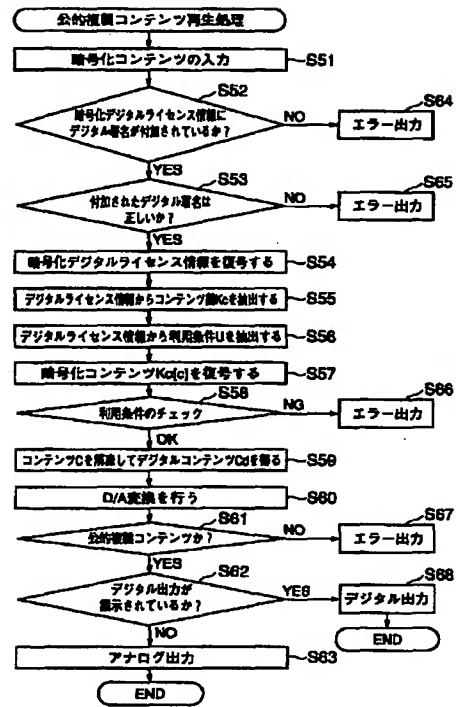 公的複製コンテンツ再生処理
暗号化コンテンツの入力
S51
S52
暗号化デジタルライセンス情報に
デジタル署名が付加されているか?
NO
S64
エラー出力
YES
S53
付加されたデジタル署名は
正しいか?
NO
S65
エラー出力
YES
暗号化デジタルライセンス情報を復号する
S54
デジタルライセンス情報からコンテンツ鍵Kcを抽出する
S55
デジタルライセンス情報から利用条件Uを抽出する
S56
暗号化コンテンツKc[c]を復号する
S57
S58
利用条件のチェック
NG
S66
エラー出力
OK
コンテンツCを解凍してデジタルコンテンツCdを得る
S59
D/A変換を行う
S60
S61
公的複製コンテンツか?
NO
S67
エラー出力
YES
S62
デジタル出力が
指示されているか?
YES
S68
デジタル出力
END
NO
アナログ出力
S63
END